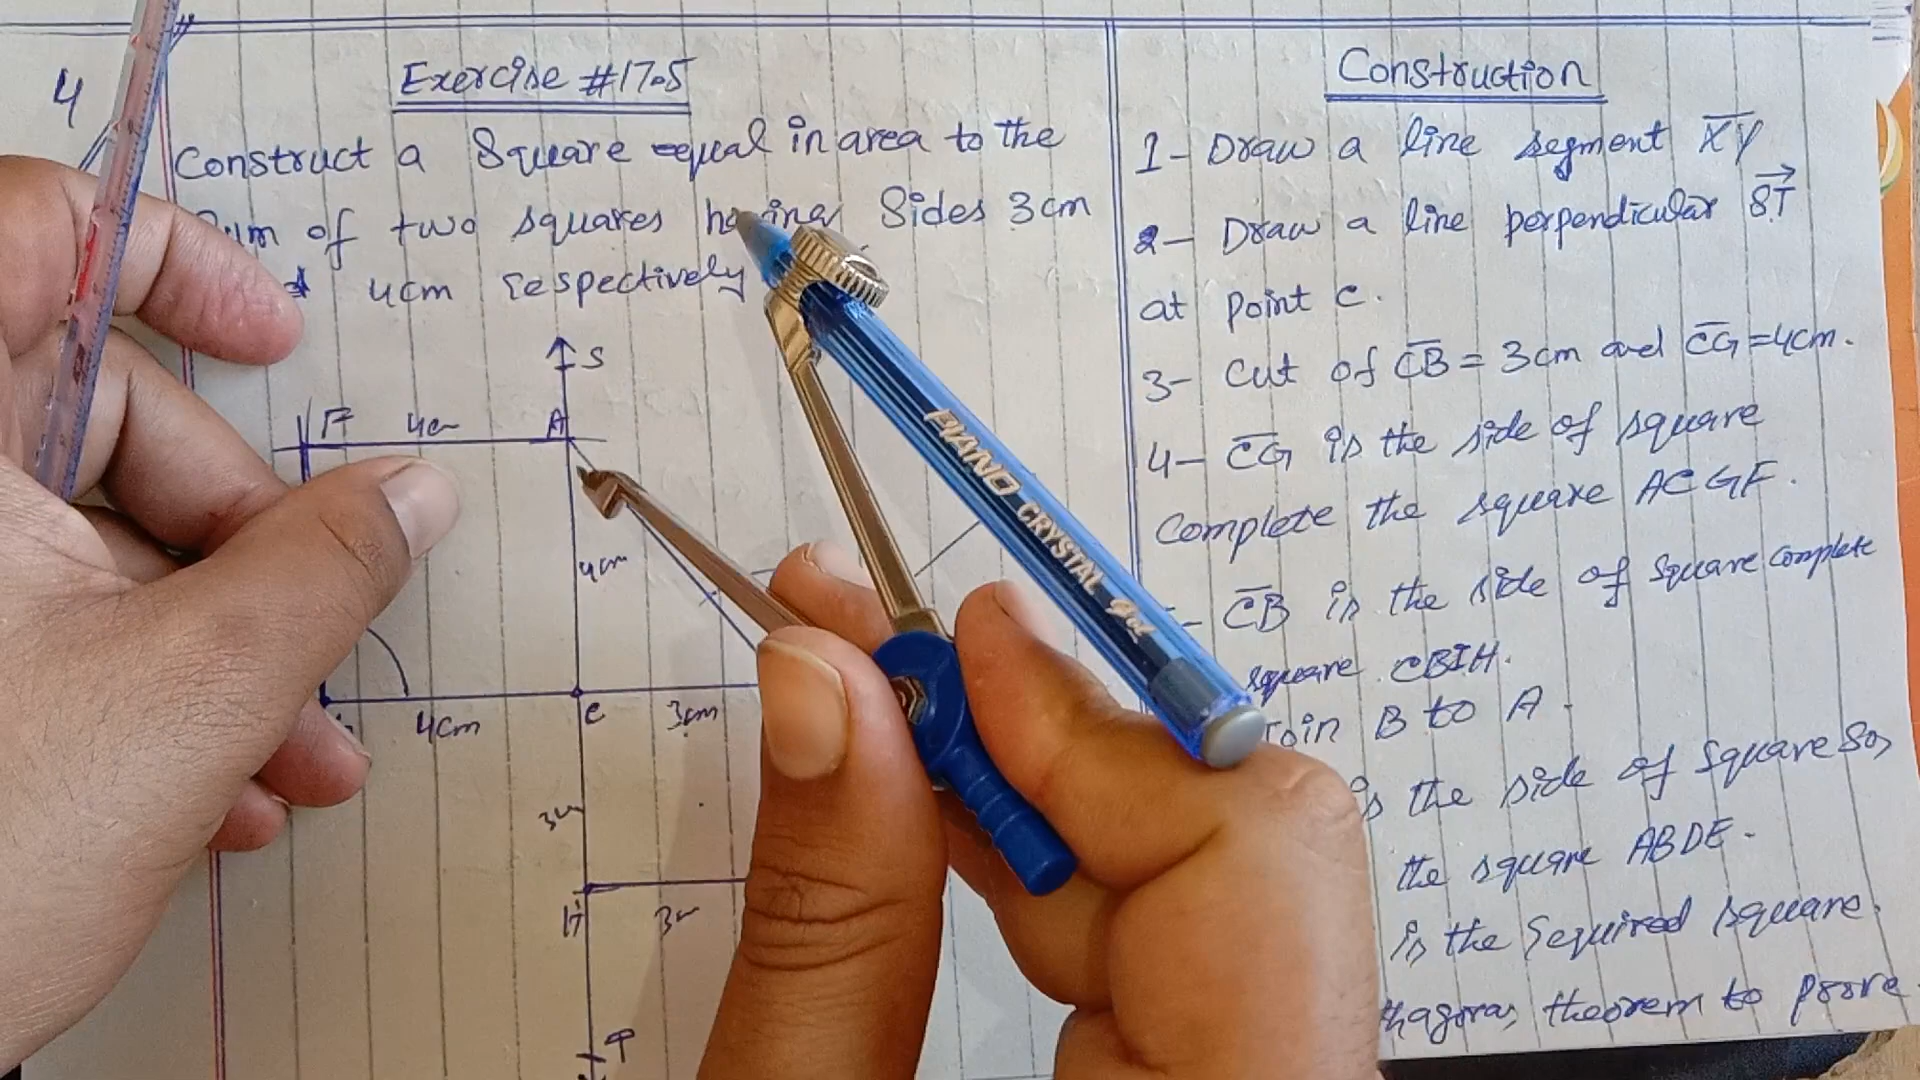 4
Exercise #17.5
Construct a Square equal in area to the
of two squares having Sides 3cm
4cm respectively
S
F 4cm A
4cm
4cm C 3cm
3cm
H 3cm
T
PIANO CRYSTAL Gel
Construction
1- Draw a line segment XY
2- Draw a line perpendicular ST
at point C.
3- Cut of CB = 3cm and CG = 4cm.
4- CG is the side of square
Complete the square ACGF.
- CB is the side of square complete
square CBIH.
Join B to A.
is the side of square So,
the square ABDE.
is the required square.
theorem to prove